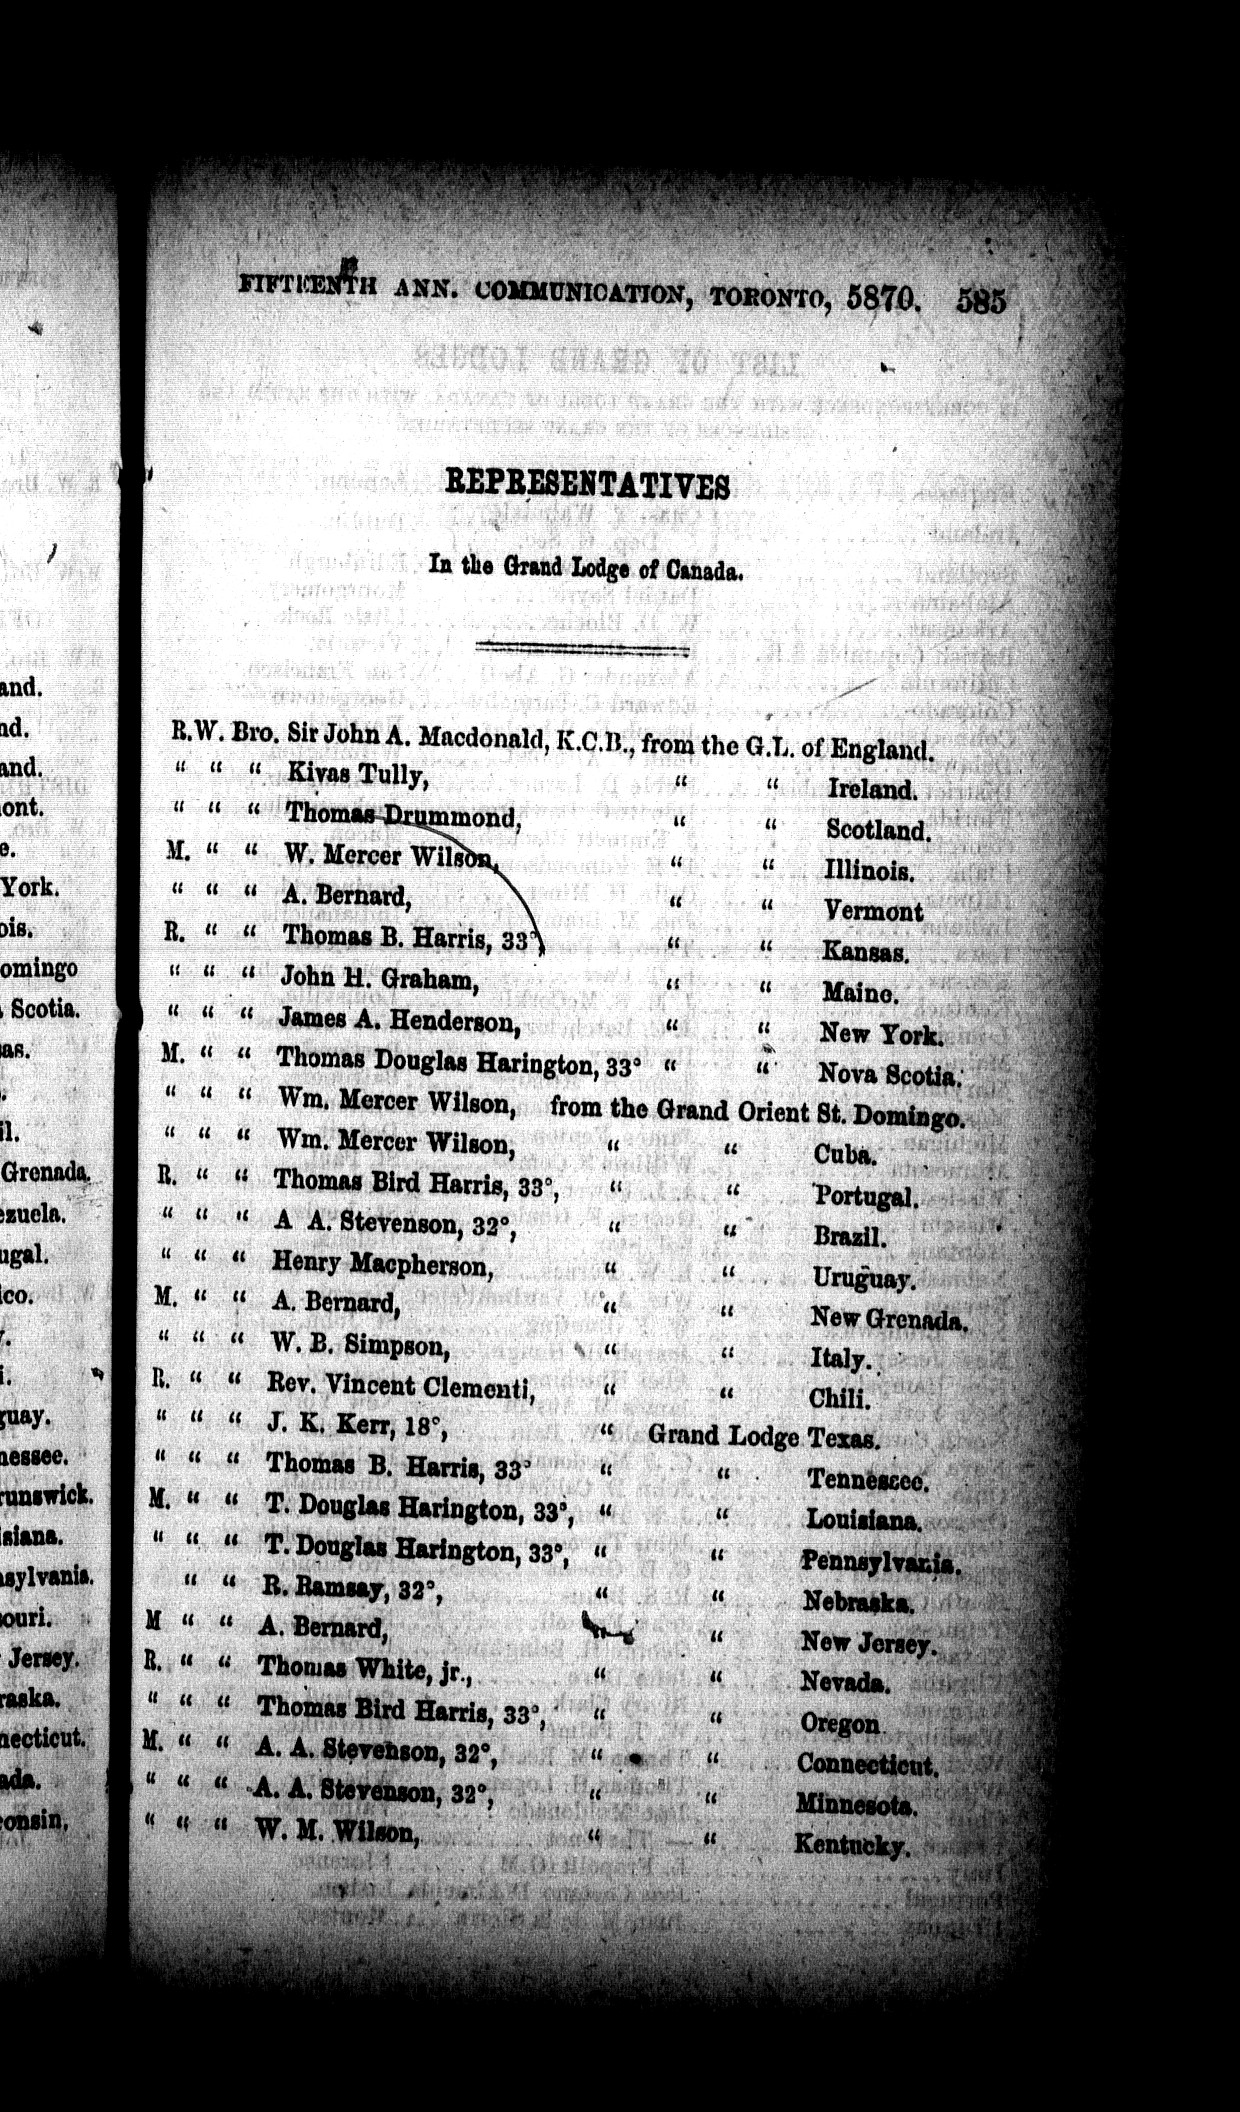 FIFTEENTH ANN. COMMUNICATION, TORONTO, 5870. 585
REPRESENTATIVES
In the Grand Lodge of Canada.
R.W. Bro. Sir John A. Macdonald, K.C.B., from the G.L. of England.
“ “ “ Kivas Tully, “ “ Ireland.
“ “ “ Thomas Drummond, “ “ Scotland.
M. “ “ W. Mercer Wilson, “ “ Illinois.
“ “ “ A. Bernard, “ “ Vermont
R. “ “ Thomas B. Harris, 33°, “ “ Kansas.
“ “ “ John H. Graham, “ “ Maine.
“ “ “ James A. Henderson, “ “ New York.
M. “ “ Thomas Douglas Harington, 33° “ “ Nova Scotia.
“ “ “ Wm. Mercer Wilson, from the Grand Orient St. Domingo.
“ “ “ Wm. Mercer Wilson, “ “ Cuba.
R. “ “ Thomas Bird Harris, 33°, “ “ Portugal.
“ “ “ A A. Stevenson, 32°, “ “ Brazil.
“ “ “ Henry Macpherson, “ “ Uruguay.
M. “ “ A. Bernard, “ “ New Grenada.
“ “ “ W. B. Simpson, “ “ Italy.
R. “ “ Rev. Vincent Clementi, “ “ Chili.
“ “ “ J. K. Kerr, 18°, “ Grand Lodge Texas.
“ “ “ Thomas B. Harris, 33° “ “ Tennessee.
M. “ “ T. Douglas Harington, 33°, “ “ Louisiana.
“ “ “ T. Douglas Harington, 33°, “ “ Pennsylvania.
“ “ R. Ramsay, 32°, “ “ Nebraska.
M “ “ A. Bernard, “ “ New Jersey.
R. “ “ Thomas White, jr., “ “ Nevada.
“ “ “ Thomas Bird Harris, 33°, “ “ Oregon
M. “ “ A. A. Stevenson, 32°, “ “ Connecticut.
“ “ “ A. A. Stevenson, 32°, “ “ Minnesota.
“ “ “ W. M. Wilson, “ “ Kentucky.